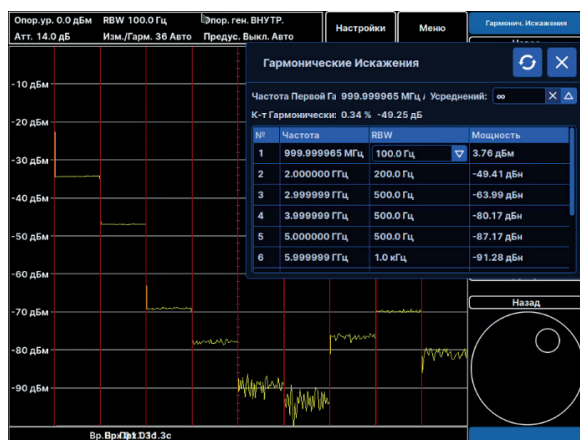 Опор.ур. 0.0 дБм RBW 100.0 Гц Опор. ген. ВНУТР.
Атт. 14.0 дБ Изм./Гарм. 36 Авто Предус. Выкл. Авто
Настройки
Меню
Гармонич. Искажения
Гармонические Искажения
Частота Первой Га 999.999965 МГц / Усреднений: ∞
К-т Гармонически: 0.34 % -49.25 дБ
№ Частота RBW Мощность
1 999.999965 МГц 100.0 Гц 3.76 дБм
2 2.000000 ГГц 200.0 Гц -49.41 дБн
3 2.999999 ГГц 500.0 Гц -63.99 дБн
4 3.999999 ГГц 500.0 Гц -80.17 дБн
5 5.000000 ГГц 500.0 Гц -87.17 дБн
6 5.999999 ГГц 1.0 кГц -91.28 дБн
-10 дБм
-20 дБм
-30 дБм
-40 дБм
-50 дБм
-60 дБм
-70 дБм
-80 дБм
-90 дБм
Назад